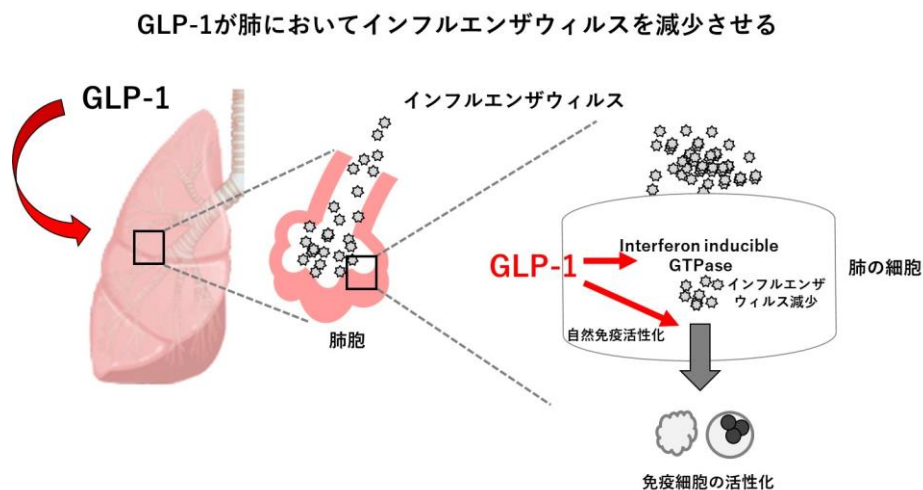 GLP-1が肺においてインフルエンザウィルスを減少させる
GLP-1
インフルエンザウィルス
肺胞
GLP-1
Interferon inducible
GTPase
インフルエンザ
ウィルス減少
自然免疫活性化
肺の細胞
免疫細胞の活性化